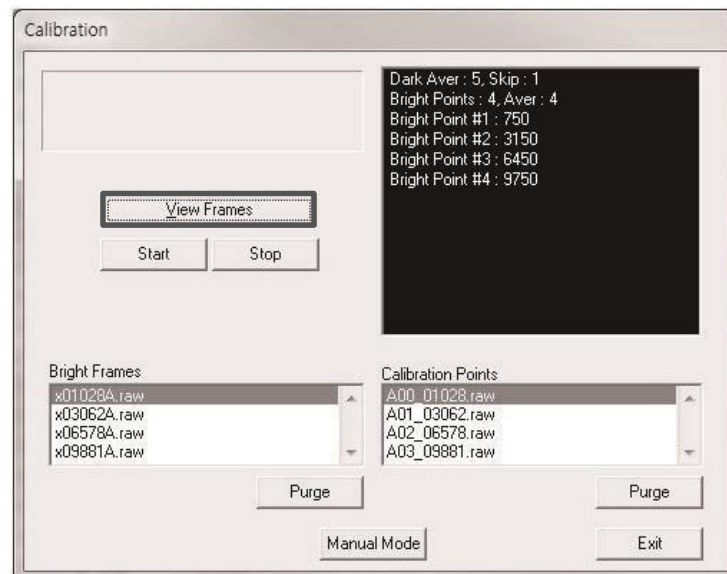 Calibration
Dark Aver : 5, Skip : 1
Bright Points : 4, Aver : 4
Bright Point #1 : 750
Bright Point #2 : 3150
Bright Point #3 : 6450
Bright Point #4 : 9750
View Frames
Start Stop
Bright Frames
x01028A.raw
x03062A.raw
x06578A.raw
x09881A.raw
Purge
Calibration Points
A00_01028.raw
A01_03062.raw
A02_06578.raw
A03_09881.raw
Purge
Manual Mode Exit